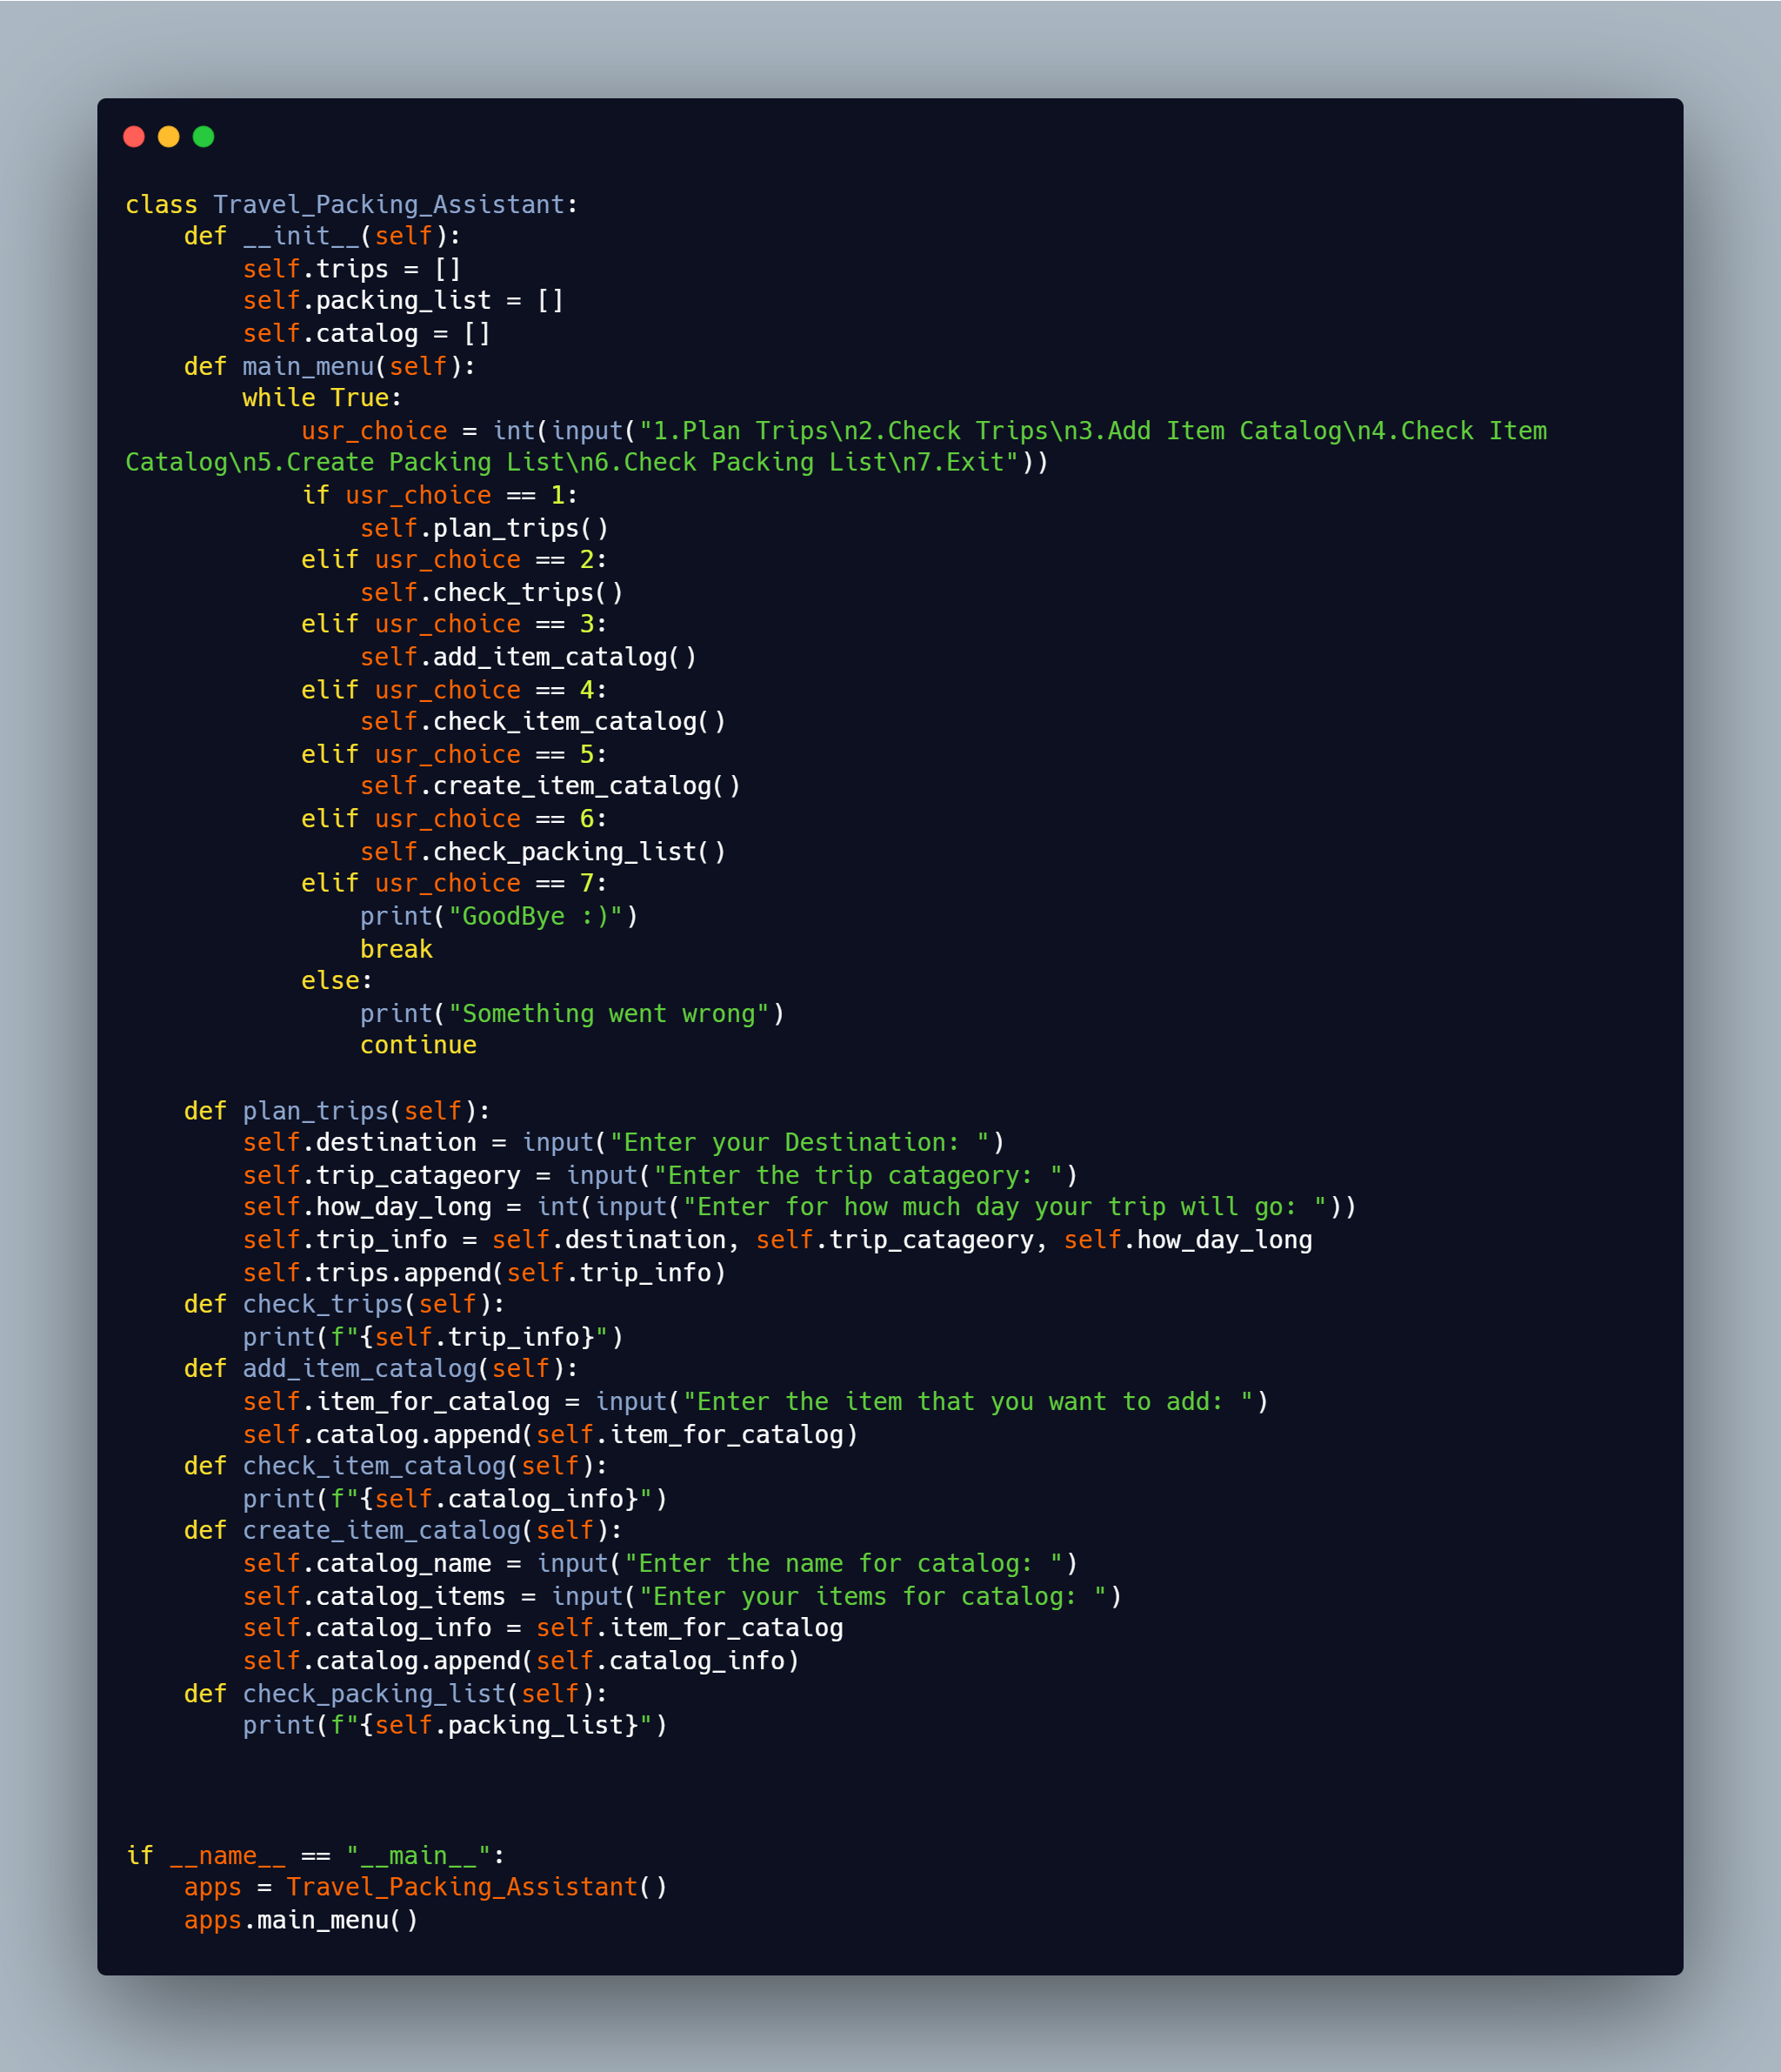 class Travel_Packing_Assistant:
    def __init__(self):
        self.trips = []
        self.packing_list = []
        self.catalog = []
    def main_menu(self):
        while True:
            usr_choice = int(input("1.Plan Trips\n2.Check Trips\n3.Add Item Catalog\n4.Check Item
Catalog\n5.Create Packing List\n6.Check Packing List\n7.Exit"))
            if usr_choice == 1:
                self.plan_trips()
            elif usr_choice == 2:
                self.check_trips()
            elif usr_choice == 3:
                self.add_item_catalog()
            elif usr_choice == 4:
                self.check_item_catalog()
            elif usr_choice == 5:
                self.create_item_catalog()
            elif usr_choice == 6:
                self.check_packing_list()
            elif usr_choice == 7:
                print("GoodBye :)")
                break
            else:
                print("Something went wrong")
                continue

    def plan_trips(self):
        self.destination = input("Enter your Destination: ")
        self.trip_catageory = input("Enter the trip catageory: ")
        self.how_day_long = int(input("Enter for how much day your trip will go: "))
        self.trip_info = self.destination, self.trip_catageory, self.how_day_long
        self.trips.append(self.trip_info)
    def check_trips(self):
        print(f"{self.trip_info}")
    def add_item_catalog(self):
        self.item_for_catalog = input("Enter the item that you want to add: ")
        self.catalog.append(self.item_for_catalog)
    def check_item_catalog(self):
        print(f"{self.catalog_info}")
    def create_item_catalog(self):
        self.catalog_name = input("Enter the name for catalog: ")
        self.catalog_items = input("Enter your items for catalog: ")
        self.catalog_info = self.item_for_catalog
        self.catalog.append(self.catalog_info)
    def check_packing_list(self):
        print(f"{self.packing_list}")

if __name__ == "__main__":
    apps = Travel_Packing_Assistant()
    apps.main_menu()